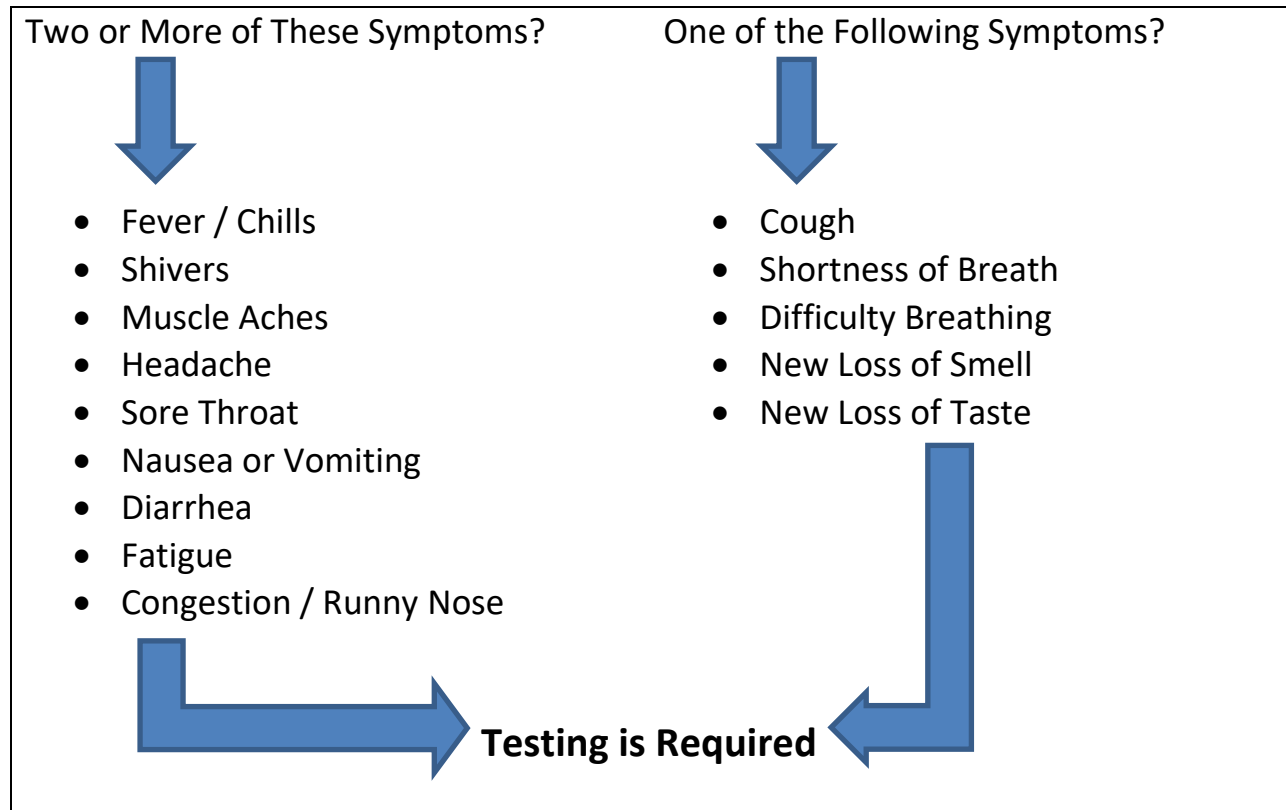 Two or More of These Symptoms?
• Fever / Chills
• Shivers
• Muscle Aches
• Headache
• Sore Throat
• Nausea or Vomiting
• Diarrhea
• Fatigue
• Congestion / Runny Nose
One of the Following Symptoms?
• Cough
• Shortness of Breath
• Difficulty Breathing
• New Loss of Smell
• New Loss of Taste
Testing is Required